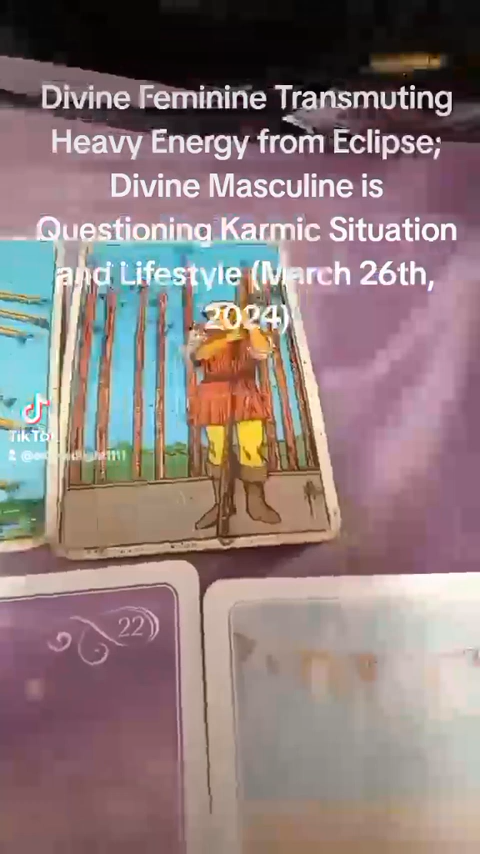 Divine Feminine Transmuting
Heavy Energy from Eclipse;
Divine Masculine is
Questioning Karmic Situation
and Lifestyle (March 26th,
2024)
TikTok
22